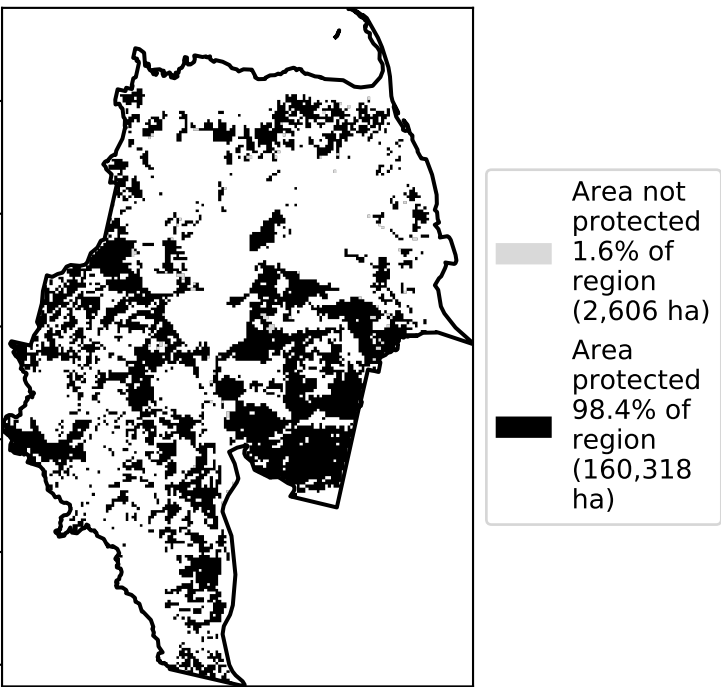 Area not
protected
1.6% of
region
(2,606 ha)
Area
protected
98.4% of
region
(160,318
ha)